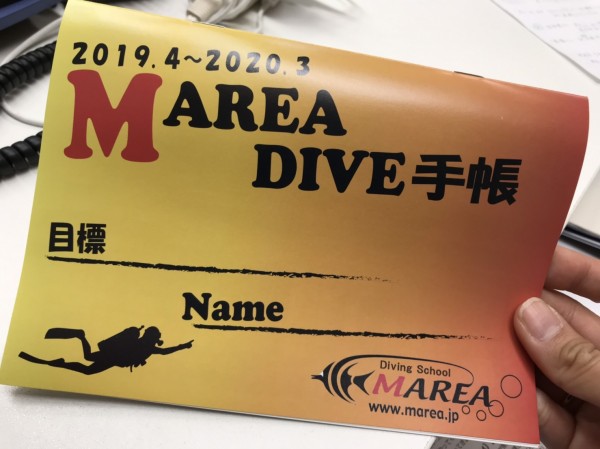 2019.4~2020.3
MAREA
DIVE手帳
目標
Name
Diving School
MAREA
www.marea.jp